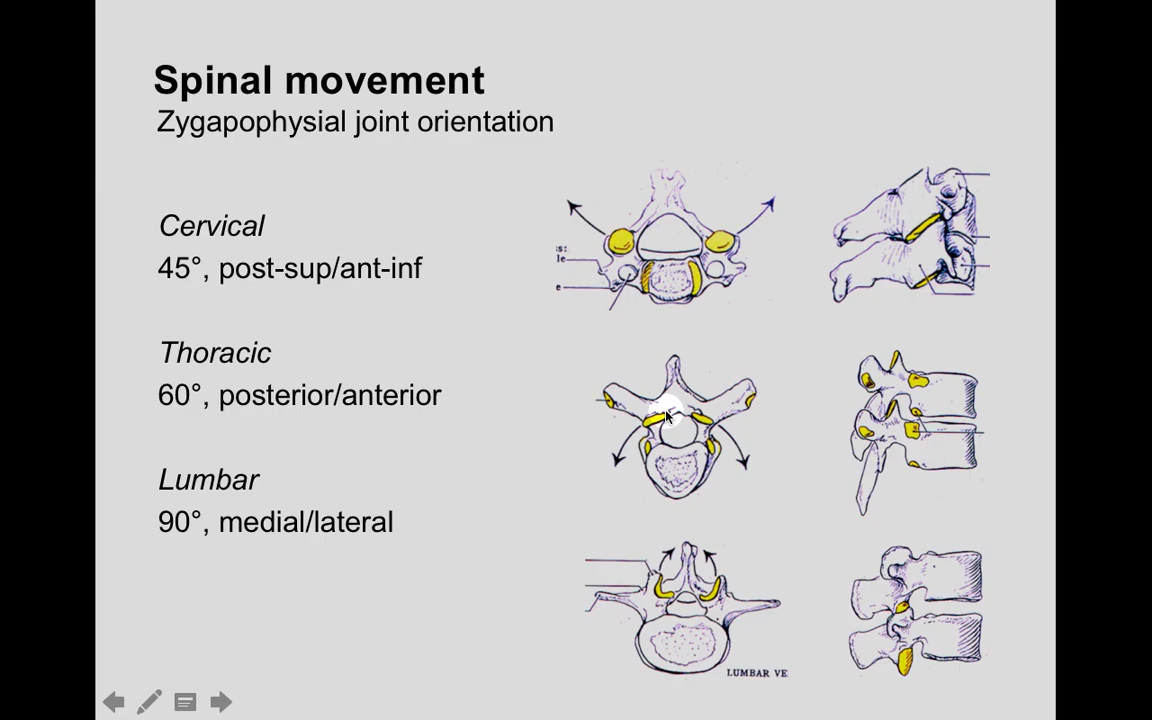 Spinal movement
Zygapophysial joint orientation
Cervical
45°, post-sup/ant-inf
Thoracic
60°, posterior/anterior
Lumbar
90°, medial/lateral
s:
le
e
LUMBAR VE